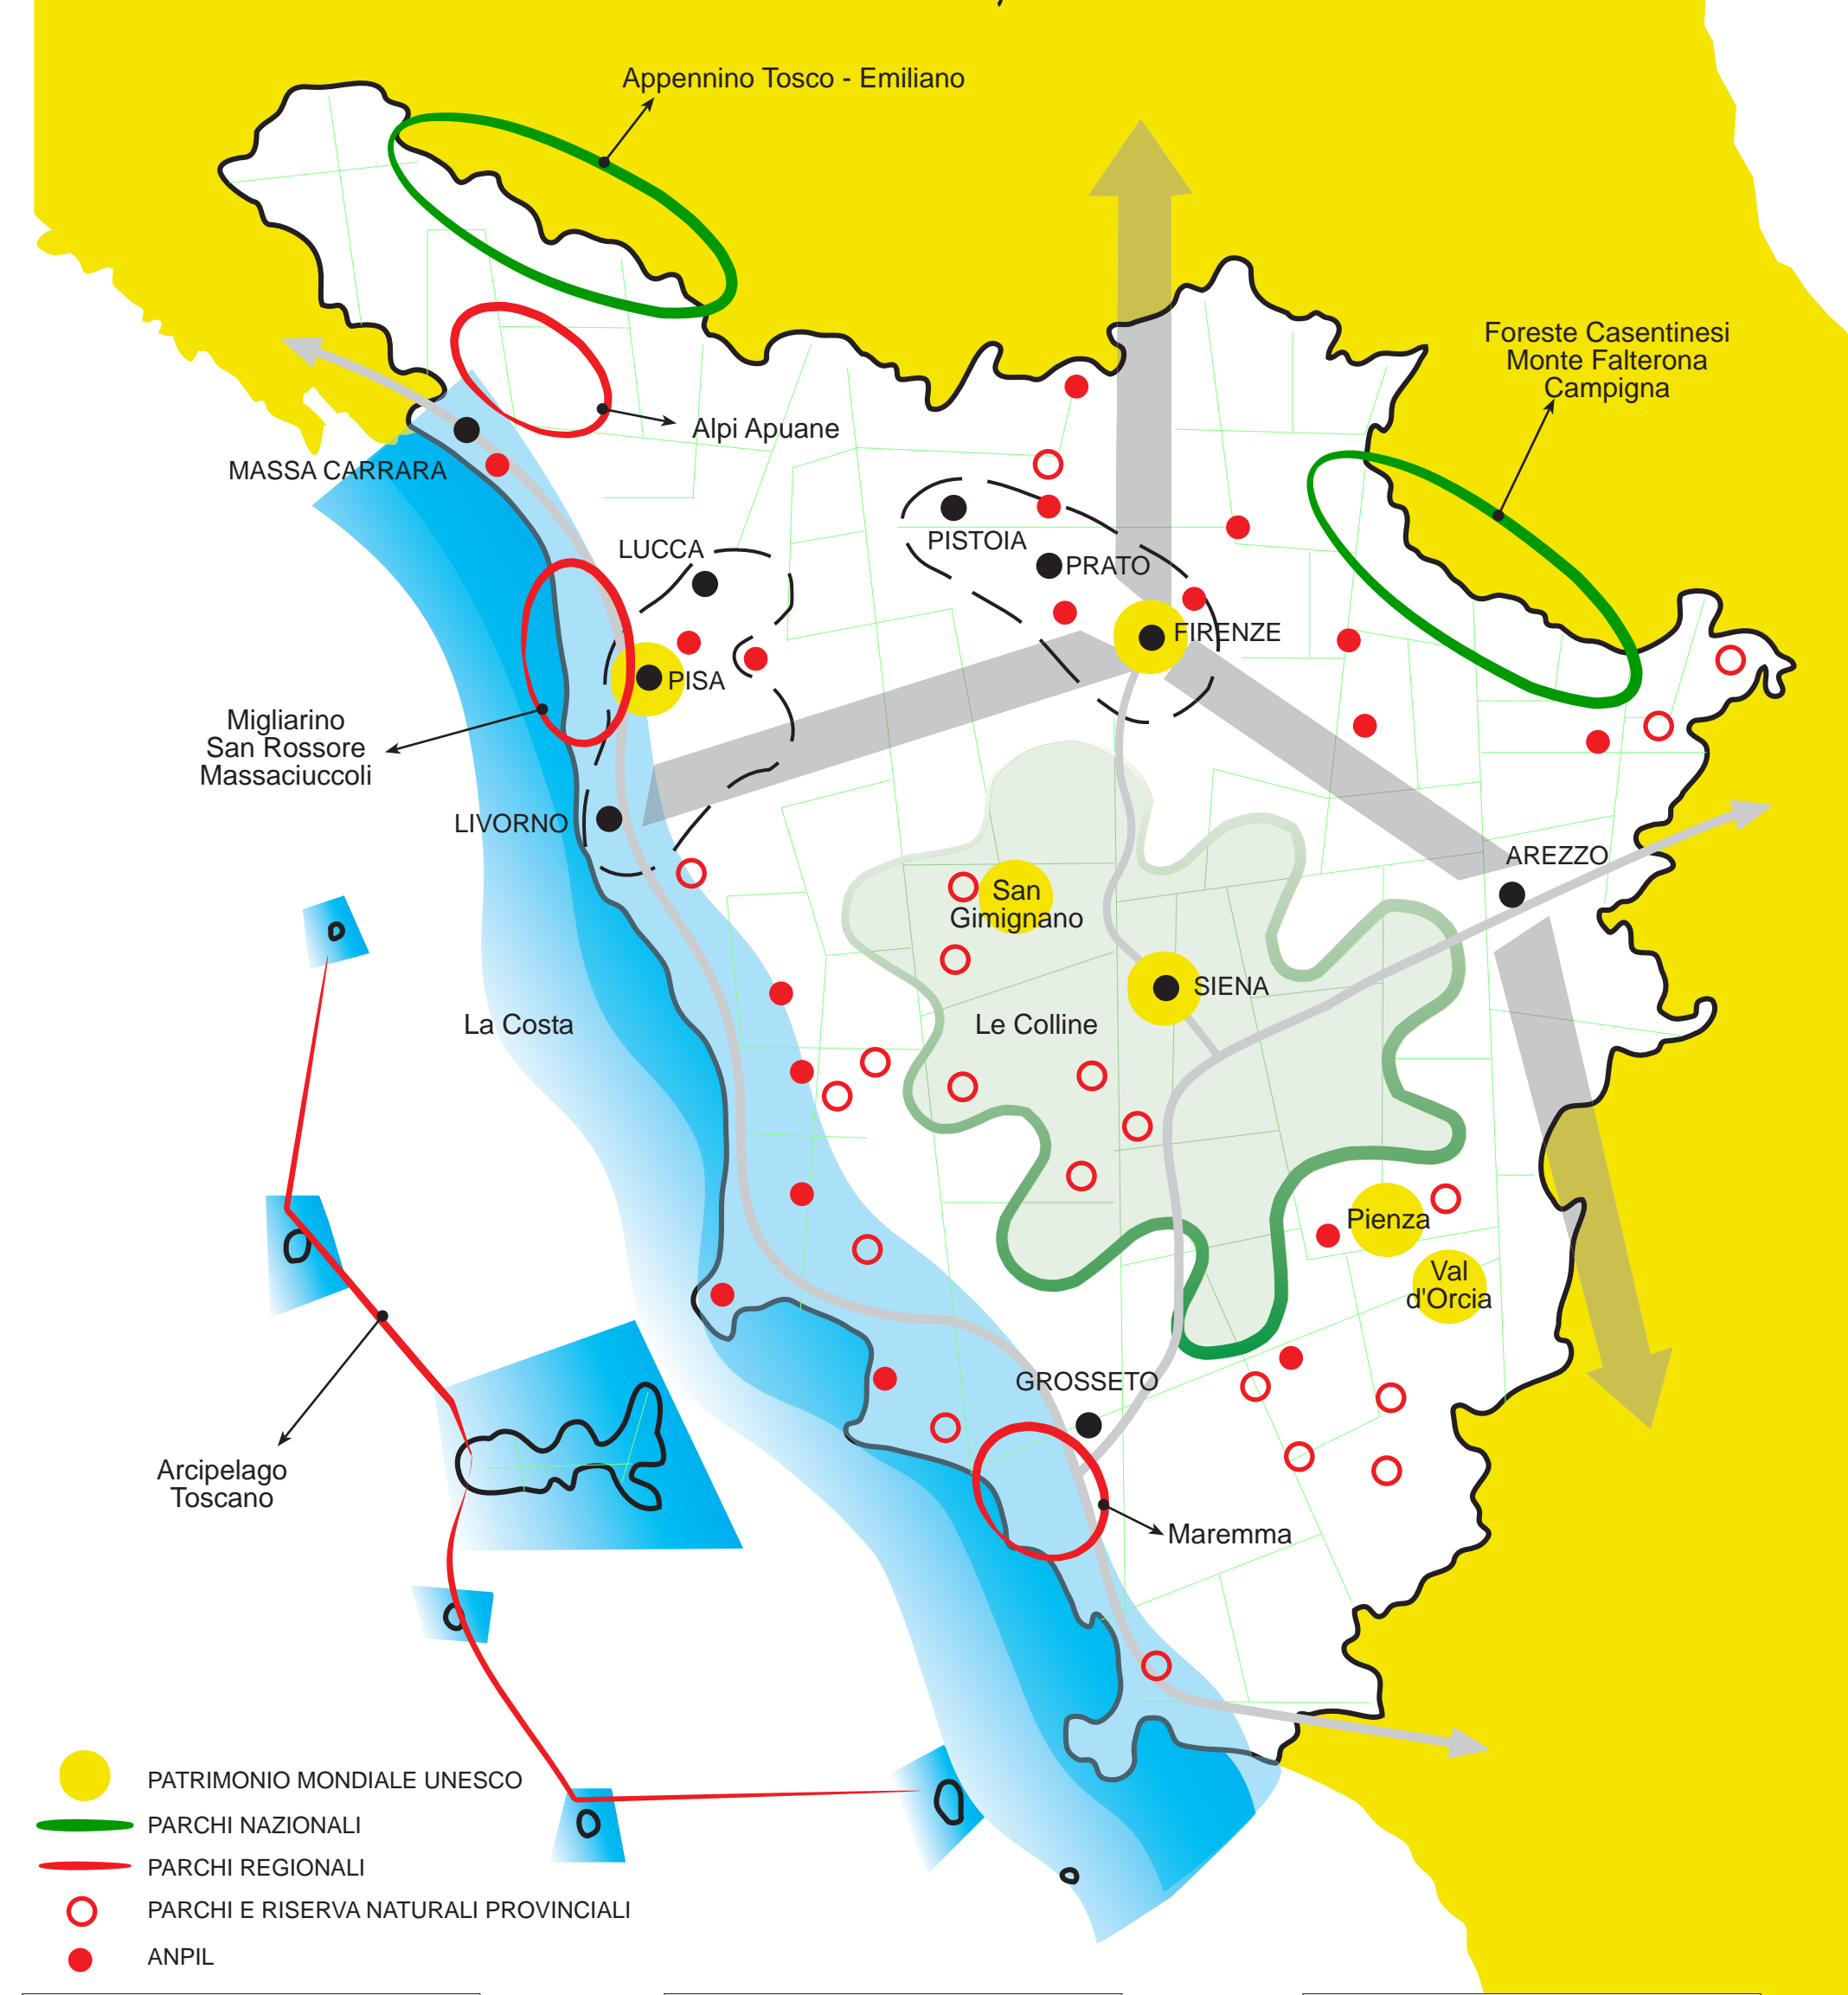 Appennino Tosco - Emiliano
Foreste Casentinesi
Monte Falterona
Campigna
Alpi Apuane
MASSA CARRARA
PISTOIA
LUCCA
PRATO
FIRENZE
PISA
Migliarino
San Rossore
Massaciuccoli
LIVORNO
AREZZO
San
Gimignano
SIENA
La Costa
Le Colline
Pienza
Val
d'Orcia
GROSSETO
Arcipelago
Toscano
Maremma
PATRIMONIO MONDIALE UNESCO
PARCHI NAZIONALI
PARCHI REGIONALI
PARCHI E RISERVA NATURALI PROVINCIALI
ANPIL